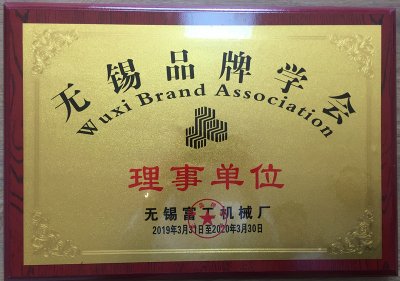 无锡品牌学会
Wuxi Brand Association
理事单位
无锡富工机械厂
2019年3月31日至2020年3月30日